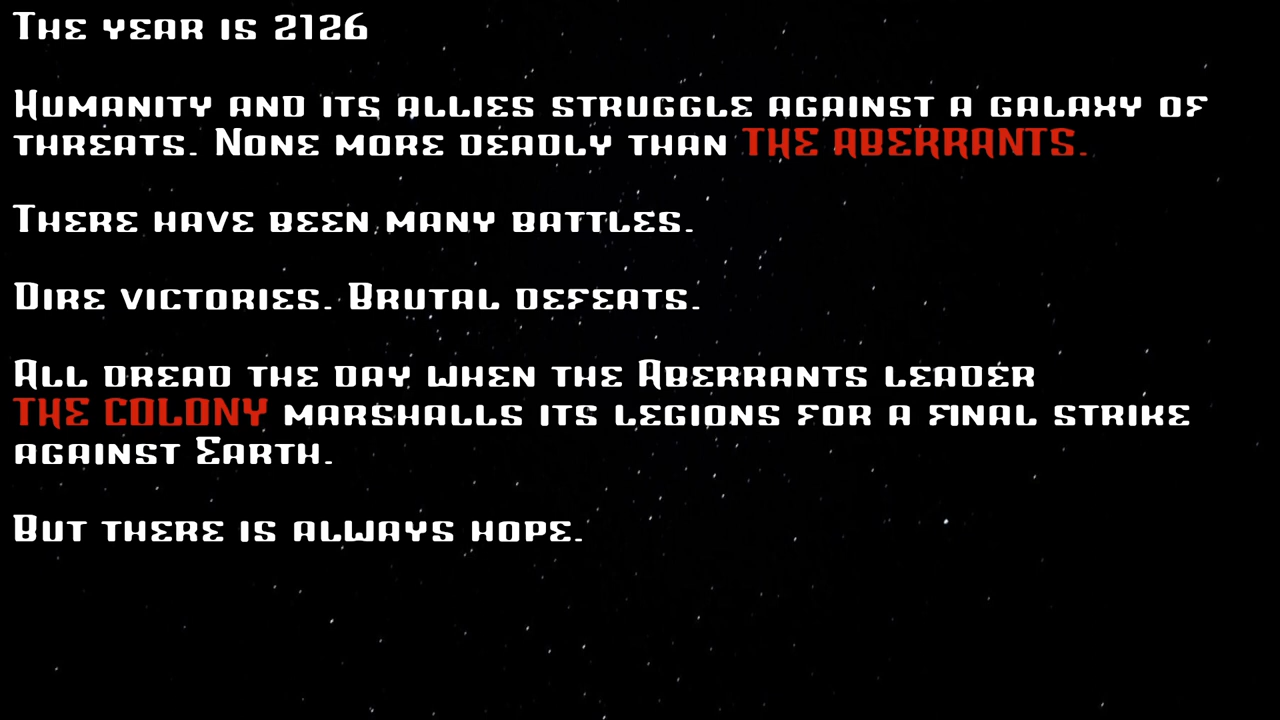 The year is 2126
Humanity and its allies struggle against a galaxy of
threats. None more deadly than THE ABERRANTS.
There have been many battles.
Dire victories. Brutal defeats.
All dread the day when the Aberrants leader
THE COLONY marshalls its legions for a final strike
against Earth.
But there is always hope.